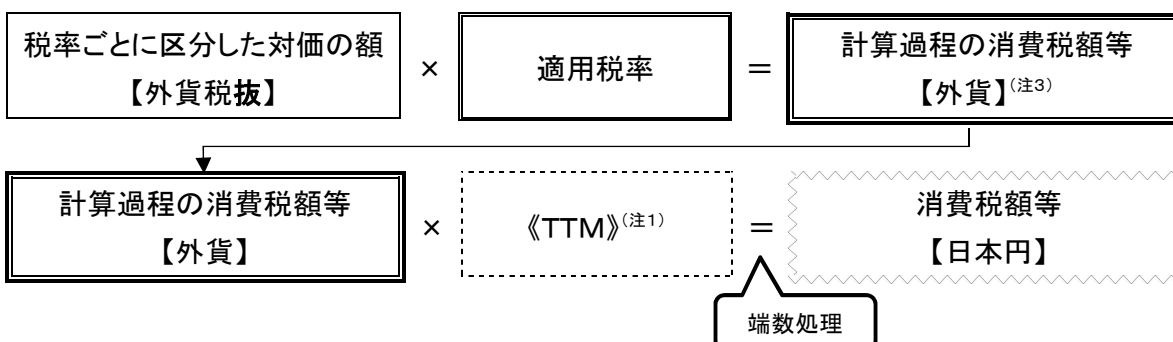 税率ごとに区分した対価の額
【外貨税抜】
×
適用税率
＝
計算過程の消費税額等
【外貨】(注3)
計算過程の消費税額等
【外貨】
×
《TTM》(注1)
＝
消費税額等
【日本円】
端数処理